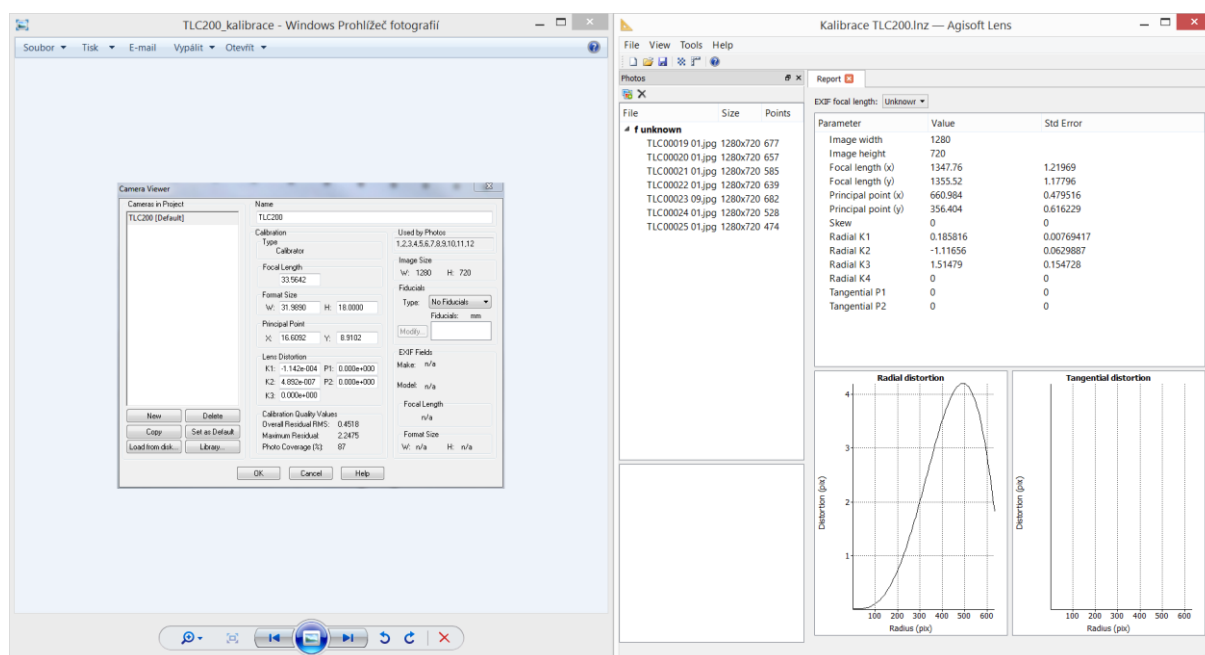 TLC200_kalibrace - Windows Prohlížeč fotografií
Soubor Tisk E-mail Vypálit Otevřít
Camera Viewer
Cameras in Project
TLC200 [Default]
New Delete
Copy Set as Default
Load from disk... Library...
Name
TLC200
Calibration
Type
Calibrator
Focal Length
33.5642
Format Size
W: 31.9890 H: 18.0000
Principal Point
X: 16.6092 Y: 8.9102
Lens Distortion
K1: -1.142e-004 P1: 0.000e+000
K2: 4.892e-007 P2: 0.000e+000
K3: 0.000e+000
Calibration Quality Values
Overall Residual RMS: 0.4518
Maximum Residual: 2.2475
Photo Coverage (%): 87
Used by Photos
1,2,3,4,5,6,7,8,9,10,11,12
Image Size
W: 1280 H: 720
Fiducials
Type: No Fiducials
Fiducials: mm
Modify...
EXIF Fields
Make: n/a
Model: n/a
Focal Length
n/a
Format Size
W: n/a H: n/a
OK Cancel Help
Kalibrace TLC200.lnz — Agisoft Lens
File View Tools Help
Photos
File Size Points
f unknown
TLC00019 01.jpg 1280x720 677
TLC00020 01.jpg 1280x720 657
TLC00021 01.jpg 1280x720 585
TLC00022 01.jpg 1280x720 639
TLC00023 09.jpg 1280x720 682
TLC00024 01.jpg 1280x720 528
TLC00025 01.jpg 1280x720 474
Report
EXIF focal length: Unknowr
Parameter Value Std Error
Image width 1280
Image height 720
Focal length (x) 1347.76 1.21969
Focal length (y) 1355.52 1.17796
Principal point (x) 660.984 0.479516
Principal point (y) 356.404 0.616229
Skew 0 0
Radial K1 0.185816 0.00769417
Radial K2 -1.11656 0.0629887
Radial K3 1.51479 0.154728
Radial K4 0 0
Tangential P1 0 0
Tangential P2 0 0
Radial distortion
4
3
2
1
Distortion (pix)
100 200 300 400 500 600
Radius (pix)
Tangential distortion
Distortion (pix)
100 200 300 400 500 600
Radius (pix)